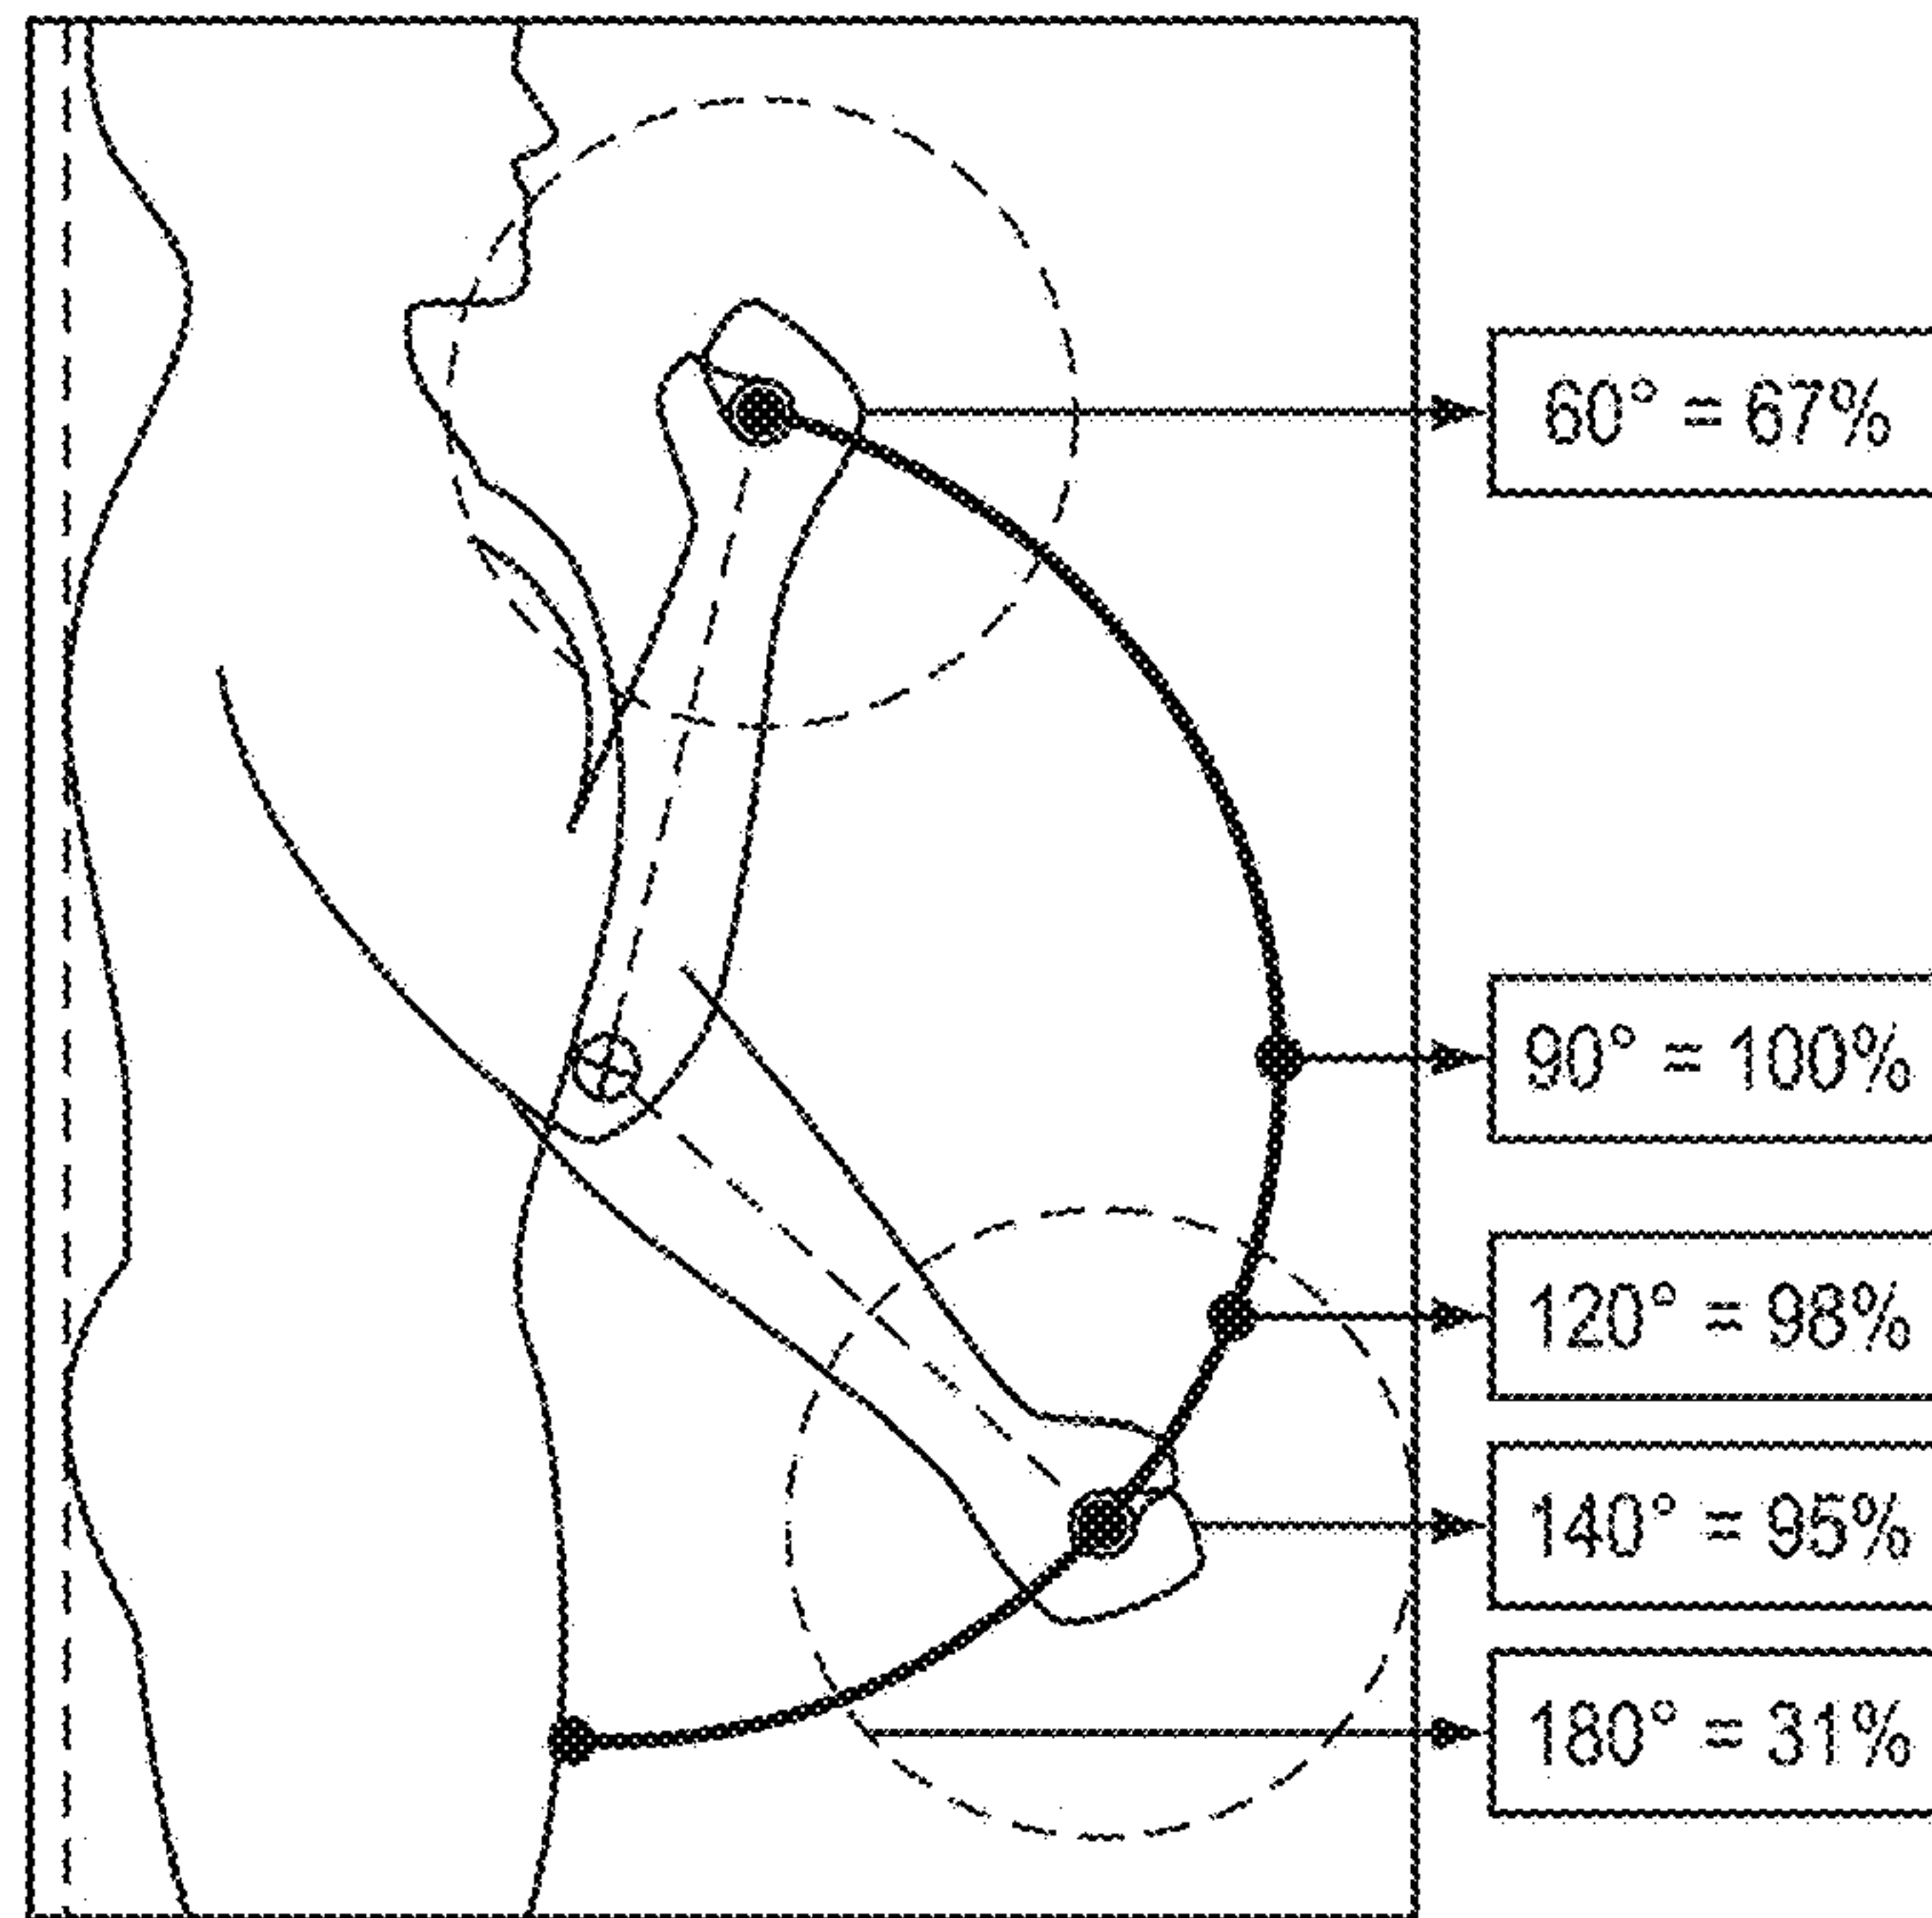 60° = 67%
90° = 100%
120° = 98%
140° = 95%
180° = 31%